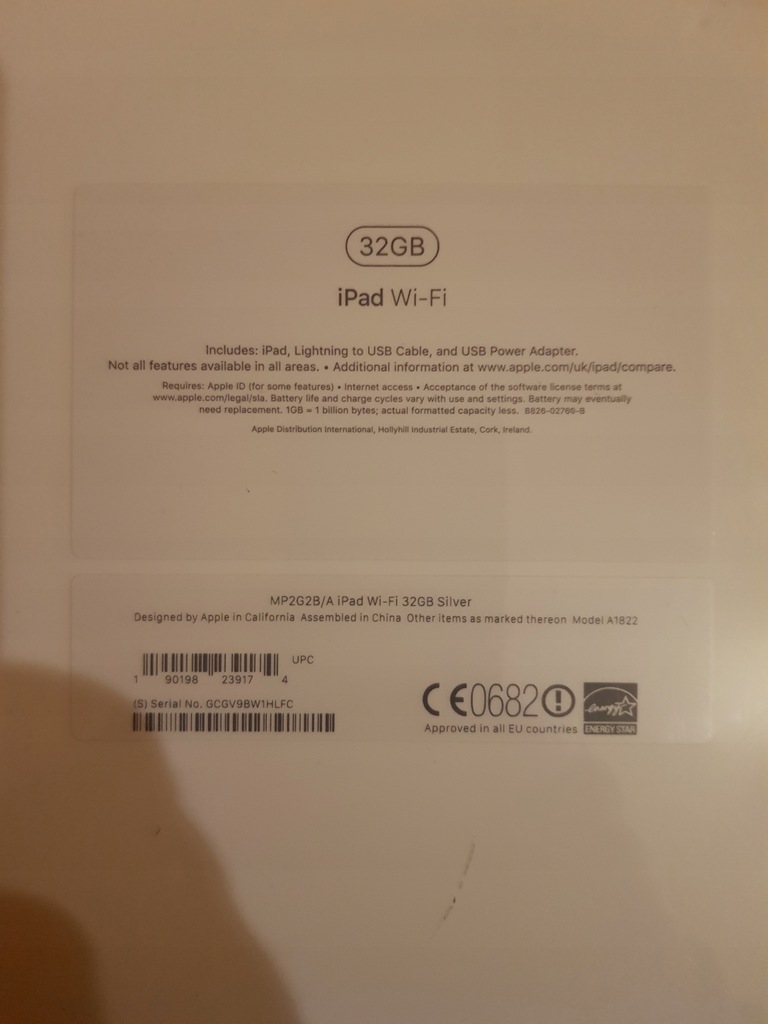 32GB
iPad Wi-Fi
Includes: iPad, Lightning to USB Cable, and USB Power Adapter.
Not all features available in all areas. • Additional information at www.apple.com/uk/ipad/compare.
Requires: Apple ID (for some features) • Internet access • Acceptance of the software license terms at
www.apple.com/legal/sla. Battery life and charge cycles vary with use and settings. Battery may eventually
need replacement. 1GB = 1 billion bytes; actual formatted capacity less. 8826-02766-B
Apple Distribution International, Hollyhill Industrial Estate, Cork, Ireland.
MP2G2B/A iPad Wi-Fi 32GB Silver
Designed by Apple in California Assembled in China Other items as marked thereon Model A1822
UPC
1 90198 23917 4
(S) Serial No. GCGV9BW1HLFC
CE0682
energy
ENERGY STAR
Approved in all EU countries